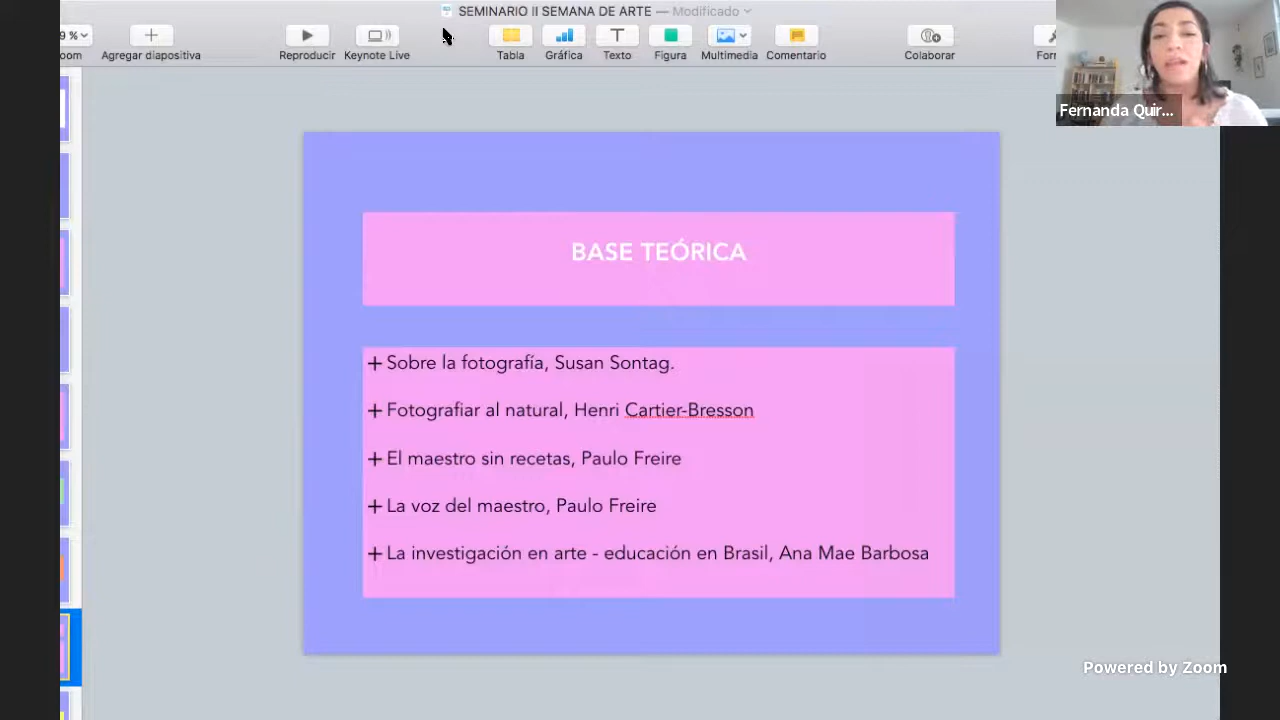 SEMINARIO II SEMANA DE ARTE — Modificado
9 %
oom
Agregar diapositiva
Reproducir
Keynote Live
Tabla
Gráfica
Texto
Figura
Multimedia
Comentario
Colaborar
Forn
Fernanda Quir...
BASE TEÓRICA
+ Sobre la fotografía, Susan Sontag.
+ Fotografiar al natural, Henri Cartier-Bresson
+ El maestro sin recetas, Paulo Freire
+ La voz del maestro, Paulo Freire
+ La investigación en arte - educación en Brasil, Ana Mae Barbosa
Powered by Zoom